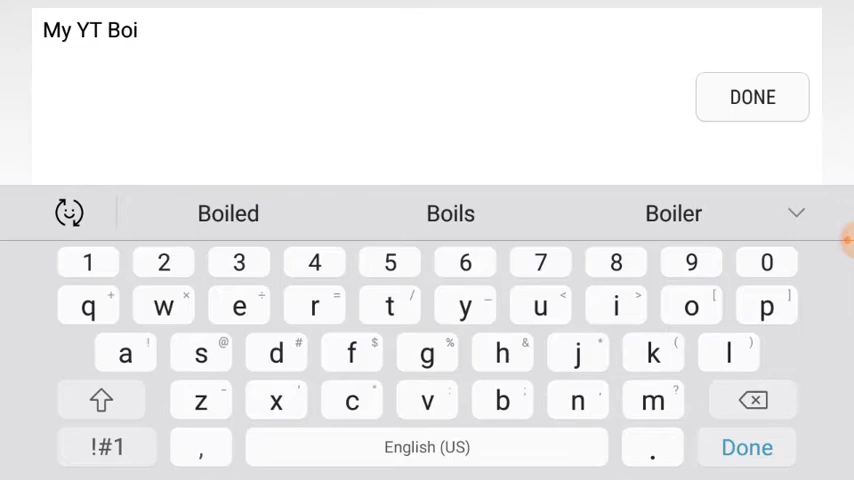 My YT Boi
DONE
Boiled Boils Boiler
1 2 3 4 5 6 7 8 9 0
q + w × e ÷ r = t / y _ u < i > o [ p ]
a ! s @ d # f $ g % h & j * k ( l )
z - x ' c " v : b ; n , m ?
!#1 , English (US) . Done